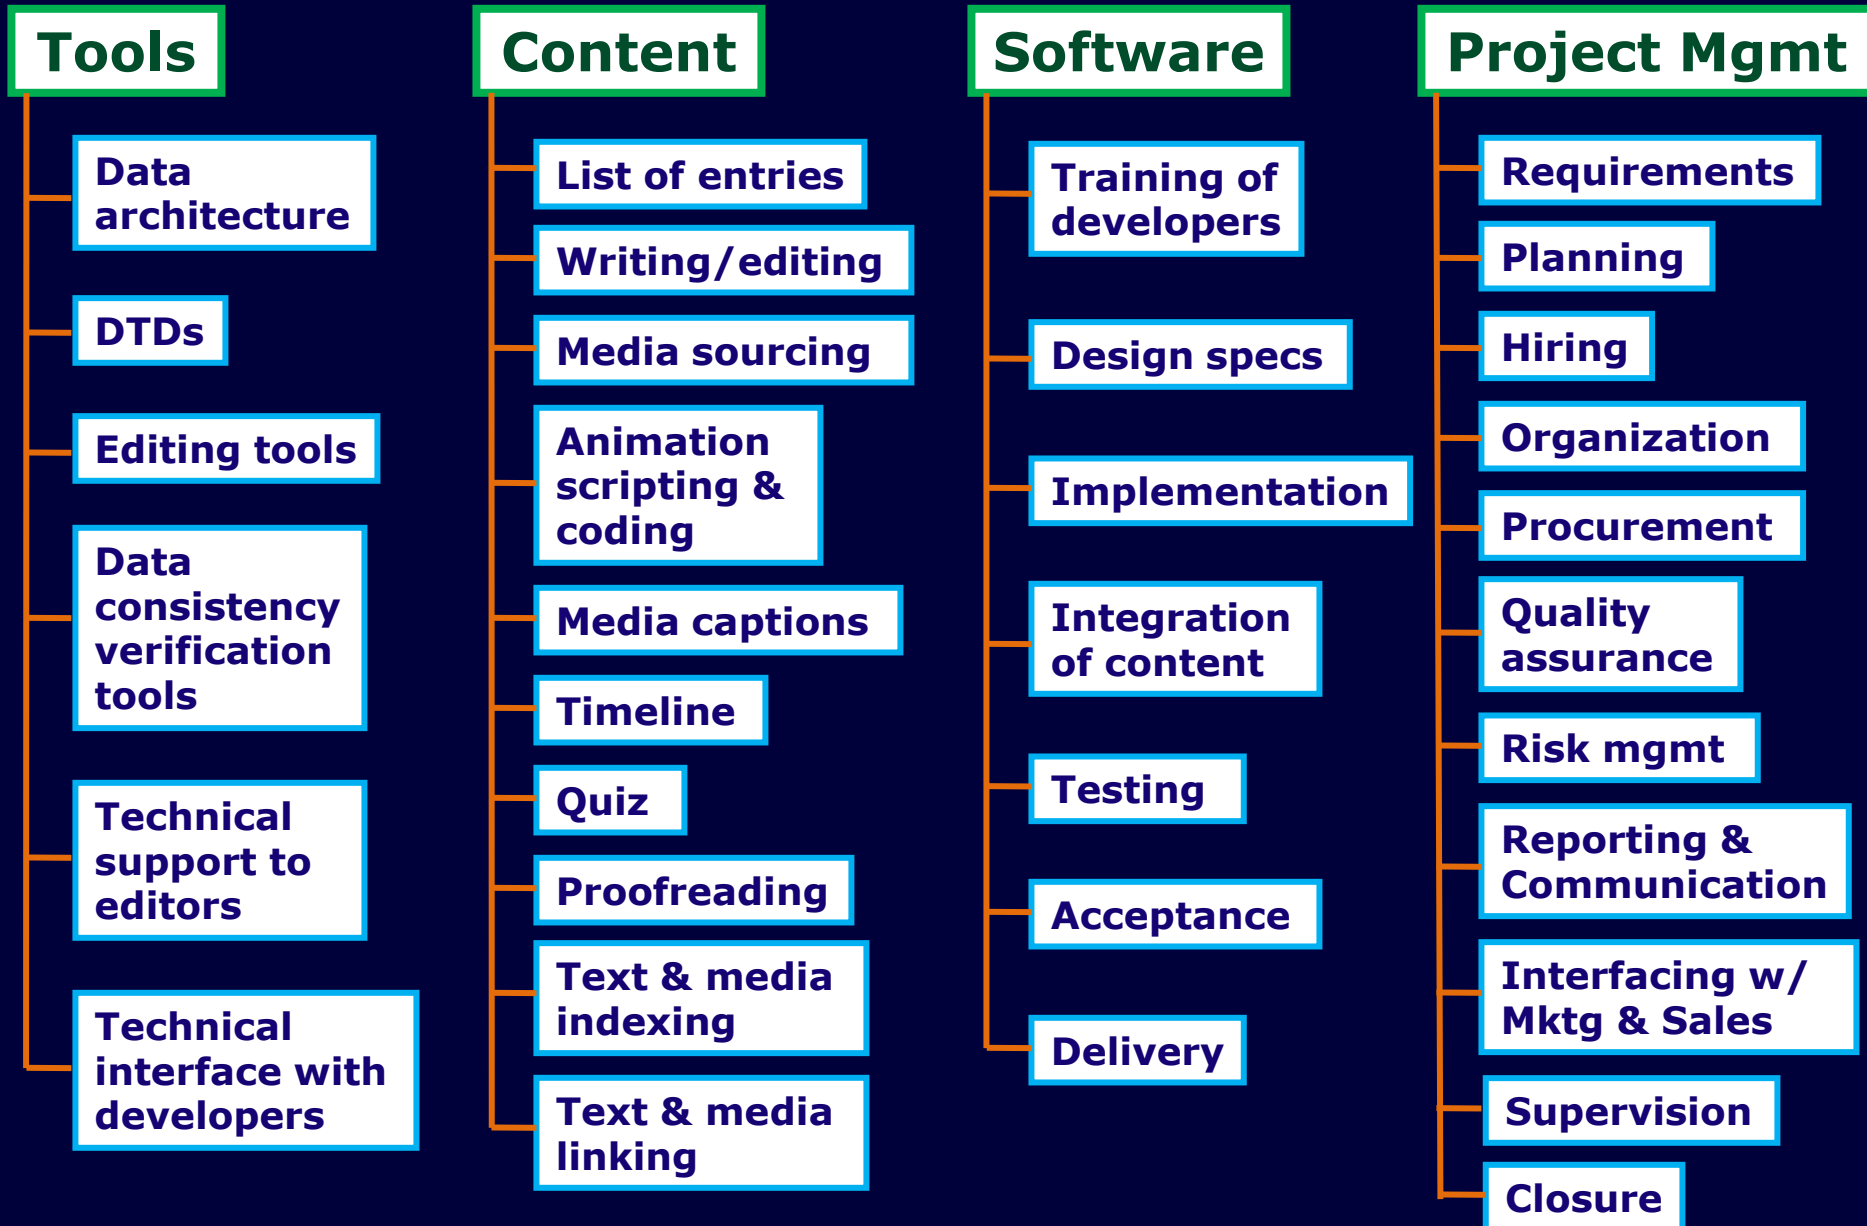 Tools
Data
architecture
DTDs
Editing tools
Data
consistency
verification
tools
Technical
support to
editors
Technical
interface with
developers
Content
List of entries
Writing/editing
Media sourcing
Animation
scripting &
coding
Media captions
Timeline
Quiz
Proofreading
Text & media
indexing
Text & media
linking
Software
Training of
developers
Design specs
Implementation
Integration
of content
Testing
Acceptance
Delivery
Project Mgmt
Requirements
Planning
Hiring
Organization
Procurement
Quality
assurance
Risk mgmt
Reporting &
Communication
Interfacing w/
Mktg & Sales
Supervision
Closure